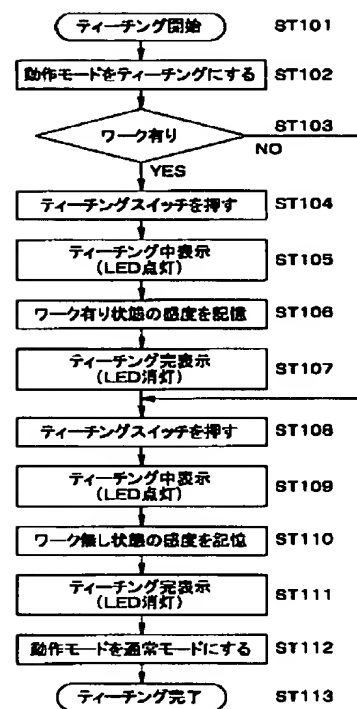 ティーチング開始 ST101
動作モードをティーチングにする ST102
ワーク有り ST103
NO
YES
ティーチングスイッチを押す ST104
ティーチング中表示 ST105
(LED点灯)
ワーク有り状態の感度を記憶 ST106
ティーチング完表示 ST107
(LED消灯)
ティーチングスイッチを押す ST108
ティーチング中表示 ST109
(LED点灯)
ワーク無し状態の感度を記憶 ST110
ティーチング完表示 ST111
(LED消灯)
動作モードを通常モードにする ST112
ティーチング完了 ST113